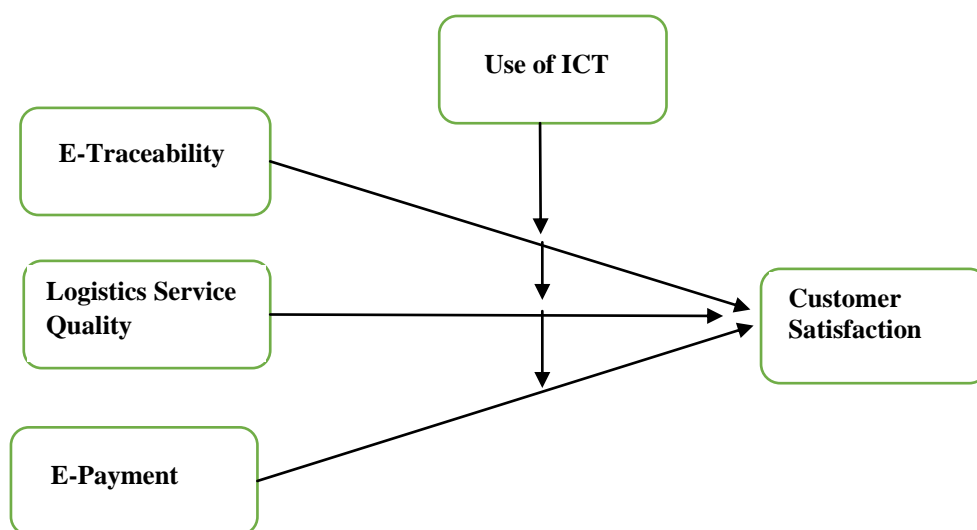 Use of ICT
E-Traceability
Logistics Service
Quality
Customer
Satisfaction
E-Payment